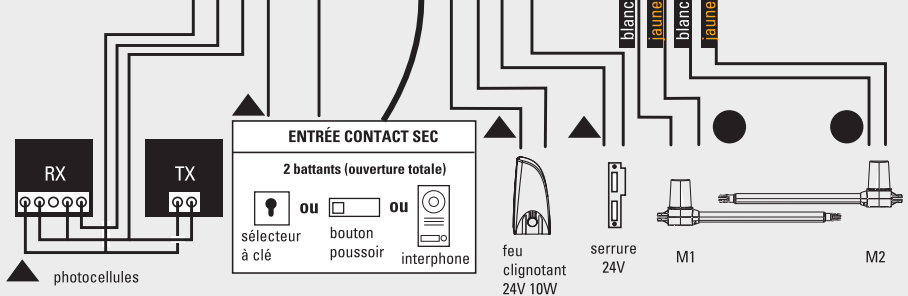 blanc
jaune
blanc
jaune
RX
TX
ENTRÉE CONTACT SEC
2 battants (ouverture totale)
ou
ou
sélecteur
à clé
bouton
poussoir
interphone
photocellules
feu
clignotant
24V 10W
serrure
24V
M1
M2